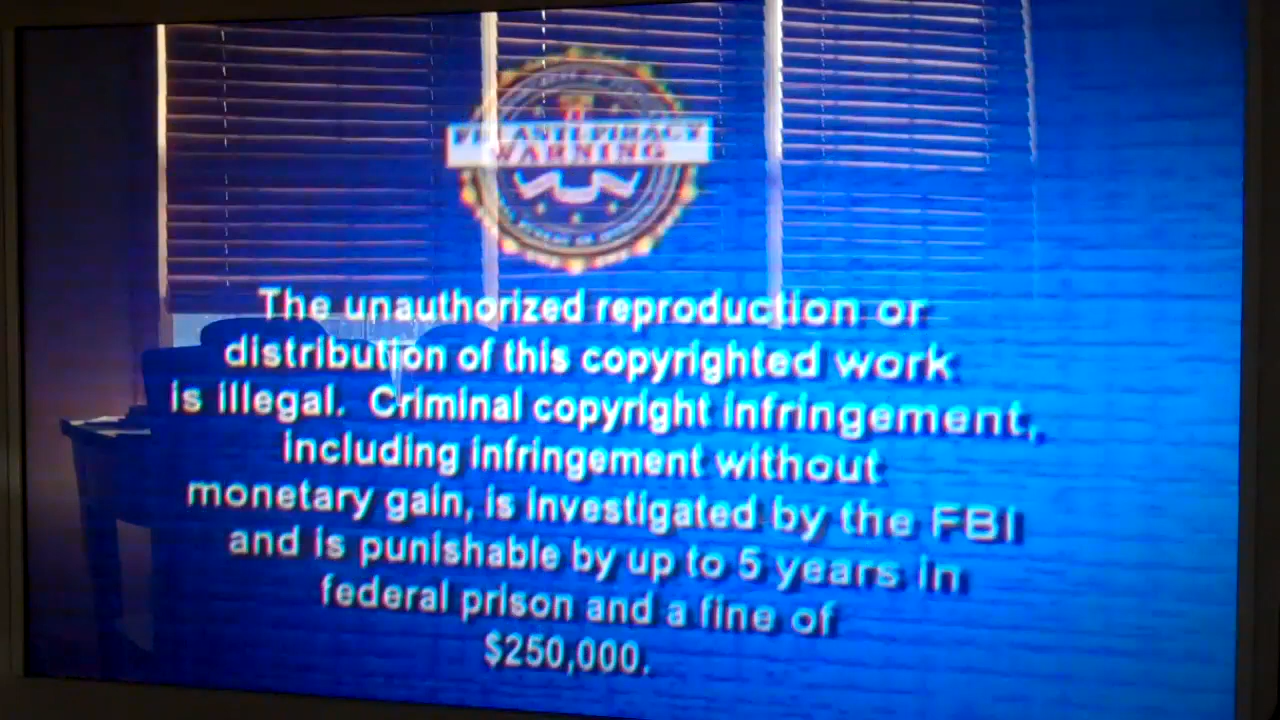 FBI ANTI-PIRACY
WARNING
The unauthorized reproduction or
distribution of this copyrighted work
is illegal. Criminal copyright infringement,
including infringement without
monetary gain, is investigated by the FBI
and is punishable by up to 5 years in
federal prison and a fine of
$250,000.